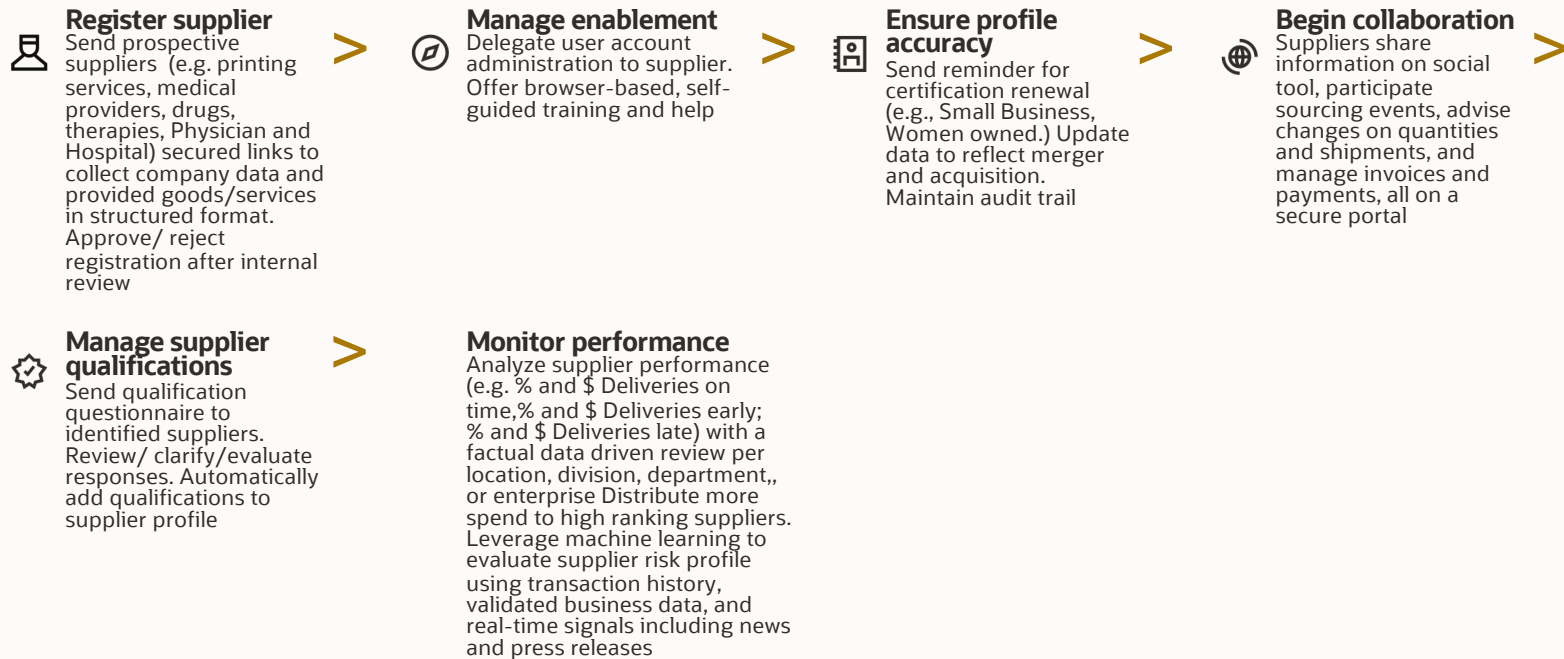 Register supplier
Send prospective
suppliers (e.g. printing
services, medical
providers, drugs,
therapies, Physician and
Hospital) secured links to
collect company data and
provided goods/services
in structured format.
Approve/ reject
registration after internal
review
>
Manage enablement
Delegate user account
administration to supplier.
Offer browser-based, self-
guided training and help
>
Ensure profile
accuracy
Send reminder for
certification renewal
(e.g., Small Business,
Women owned.) Update
data to reflect merger
and acquisition.
Maintain audit trail
>
Begin collaboration
Suppliers share
information on social
tool, participate
sourcing events, advise
changes on quantities
and shipments, and
manage invoices and
payments, all on a
secure portal
>
Manage supplier
qualifications
Send qualification
questionnaire to
identified suppliers.
Review/ clarify/evaluate
responses. Automatically
add qualifications to
supplier profile
>
Monitor performance
Analyze supplier performance
(e.g. % and $ Deliveries on
time,% and $ Deliveries early;
% and $ Deliveries late) with a
factual data driven review per
location, division, department,,
or enterprise Distribute more
spend to high ranking suppliers.
Leverage machine learning to
evaluate supplier risk profile
using transaction history,
validated business data, and
real-time signals including news
and press releases